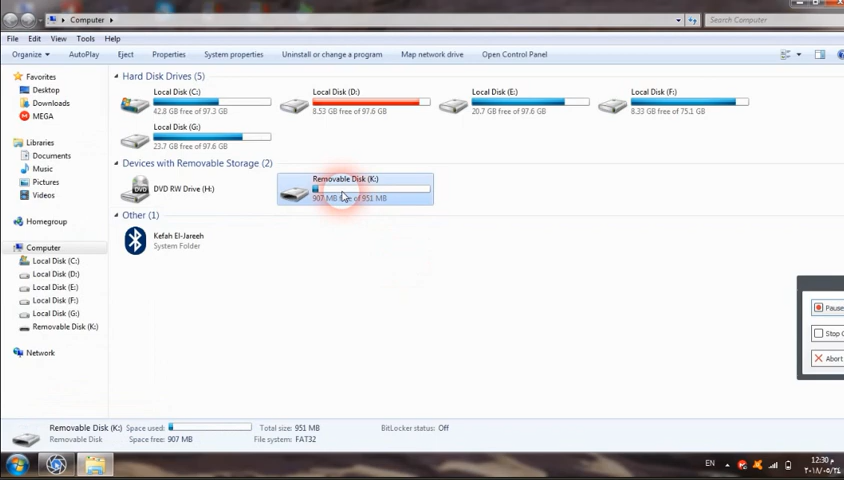 Computer
Search Computer
File Edit View Tools Help
Organize AutoPlay Eject Properties System properties Uninstall or change a program Map network drive Open Control Panel
Favorites
Desktop
Downloads
MEGA
Libraries
Documents
Music
Pictures
Videos
Homegroup
Computer
Local Disk (C:)
Local Disk (D:)
Local Disk (E:)
Local Disk (F:)
Local Disk (G:)
Removable Disk (K:)
Network
Hard Disk Drives (5)
Local Disk (C:)
42.8 GB free of 97.3 GB
Local Disk (D:)
8.53 GB free of 97.6 GB
Local Disk (E:)
20.7 GB free of 97.6 GB
Local Disk (F:)
8.33 GB free of 75.1 GB
Local Disk (G:)
23.7 GB free of 97.6 GB
Devices with Removable Storage (2)
DVD RW Drive (H:)
Removable Disk (K:)
907 MB free of 951 MB
Other (1)
Kefah El-Jareeh
System Folder
Pause
Stop
Abort
Removable Disk (K:) Space used: Total size: 951 MB BitLocker status: Off
Removable Disk Space free: 907 MB File system: FAT32
EN
12:30 م
٢٠١٨/٠٥/٢٤